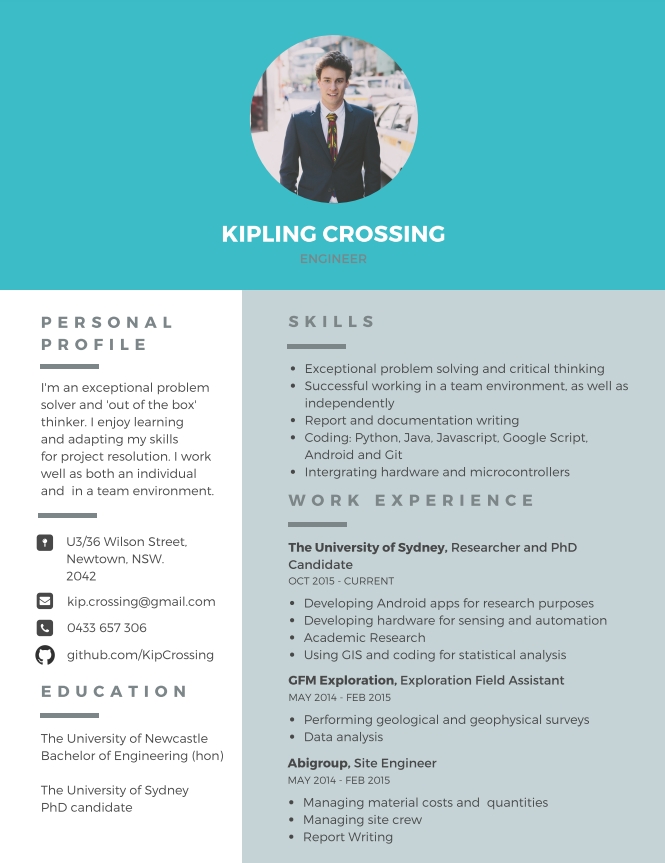 KIPLING CROSSING
ENGINEER
PERSONAL
PROFILE
I'm an exceptional problem
solver and 'out of the box'
thinker. I enjoy learning
and adapting my skills
for project resolution. I work
well as both an individual
and  in a team environment.
U3/36 Wilson Street,
Newtown, NSW.
2042
kip.crossing@gmail.com
0433 657 306
github.com/KipCrossing
EDUCATION
The University of Newcastle
Bachelor of Engineering (hon)
The University of Sydney
PhD candidate
SKILLS
• Exceptional problem solving and critical thinking
• Successful working in a team environment, as well as
independently
• Report and documentation writing
• Coding: Python, Java, Javascript, Google Script,
Android and Git
• Intergrating hardware and microcontrollers
WORK EXPERIENCE
The University of Sydney, Researcher and PhD
Candidate
OCT 2015 - CURRENT
• Developing Android apps for research purposes
• Developing hardware for sensing and automation
• Academic Research
• Using GIS and coding for statistical analysis
GFM Exploration, Exploration Field Assistant
MAY 2014 - FEB 2015
• Performing geological and geophysical surveys
• Data analysis
Abigroup, Site Engineer
MAY 2014 - FEB 2015
• Managing material costs and  quantities
• Managing site crew
• Report Writing